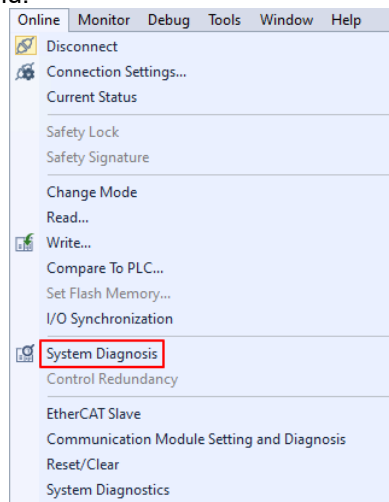 Online Monitor Debug Tools Window Help
Disconnect
Connection Settings...
Current Status
Safety Lock
Safety Signature
Change Mode
Read...
Write...
Compare To PLC...
Set Flash Memory...
I/O Synchronization
System Diagnosis
Control Redundancy
EtherCAT Slave
Communication Module Setting and Diagnosis
Reset/Clear
System Diagnostics